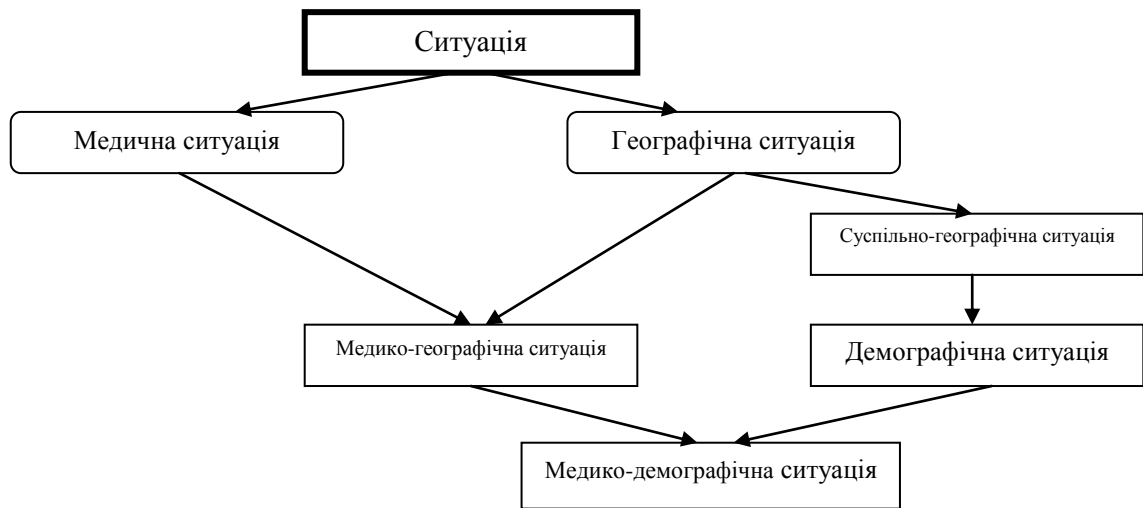 Ситуація
Медична ситуація
Географічна ситуація
Суспільно-географічна ситуація
Медико-географічна ситуація
Демографічна ситуація
Медико-демографічна ситуація